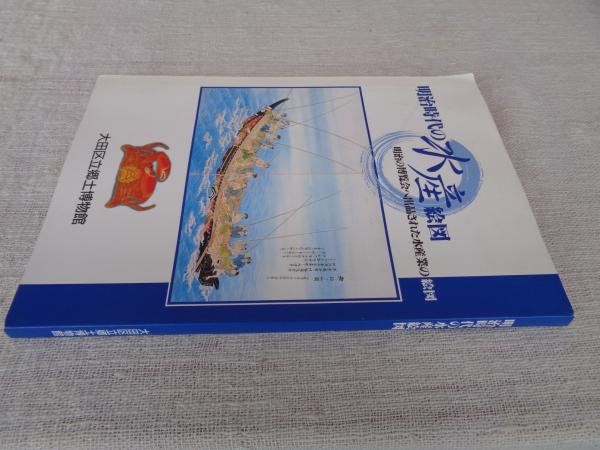 明治時代の水産絵図
明治の博覧会へ出品された水産業の絵図
大田区立郷土博物館
明治時代の水産絵図
大田区立郷土博物館